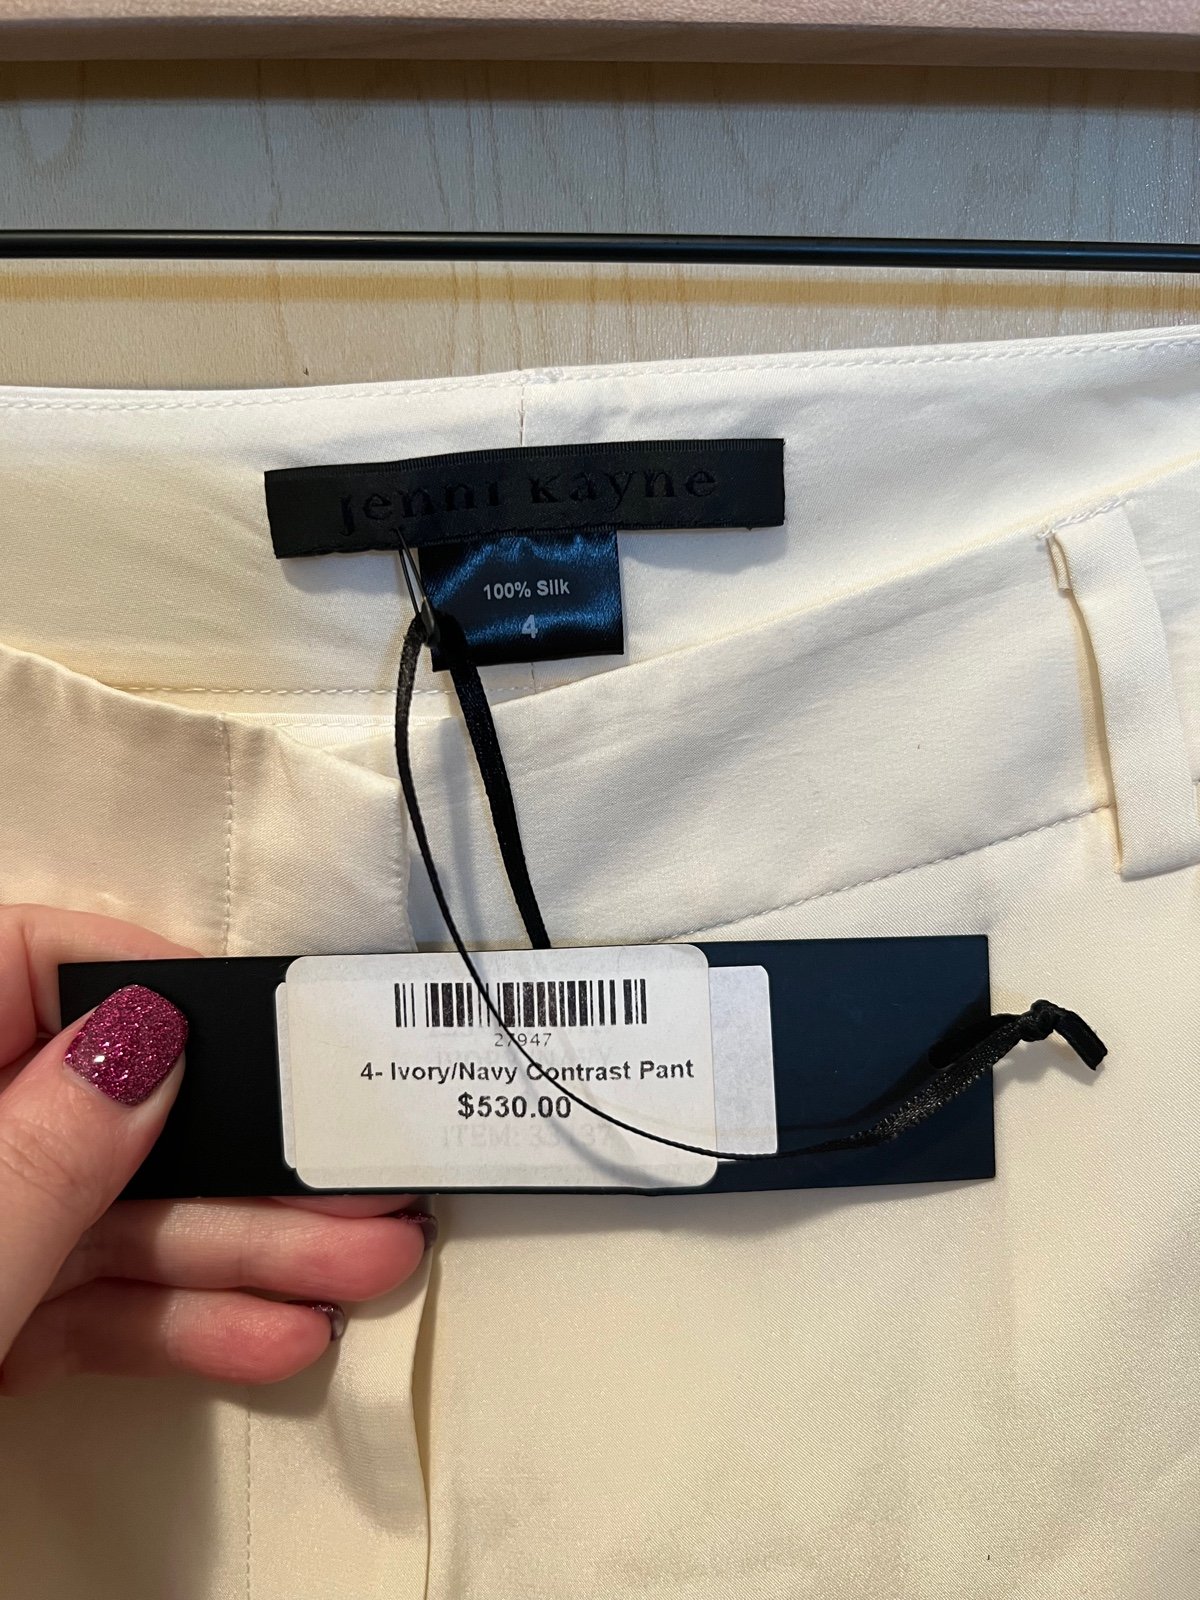 jenni kayne
100% Silk
4
27947
4- Ivory/Navy Contrast Pant
$530.00